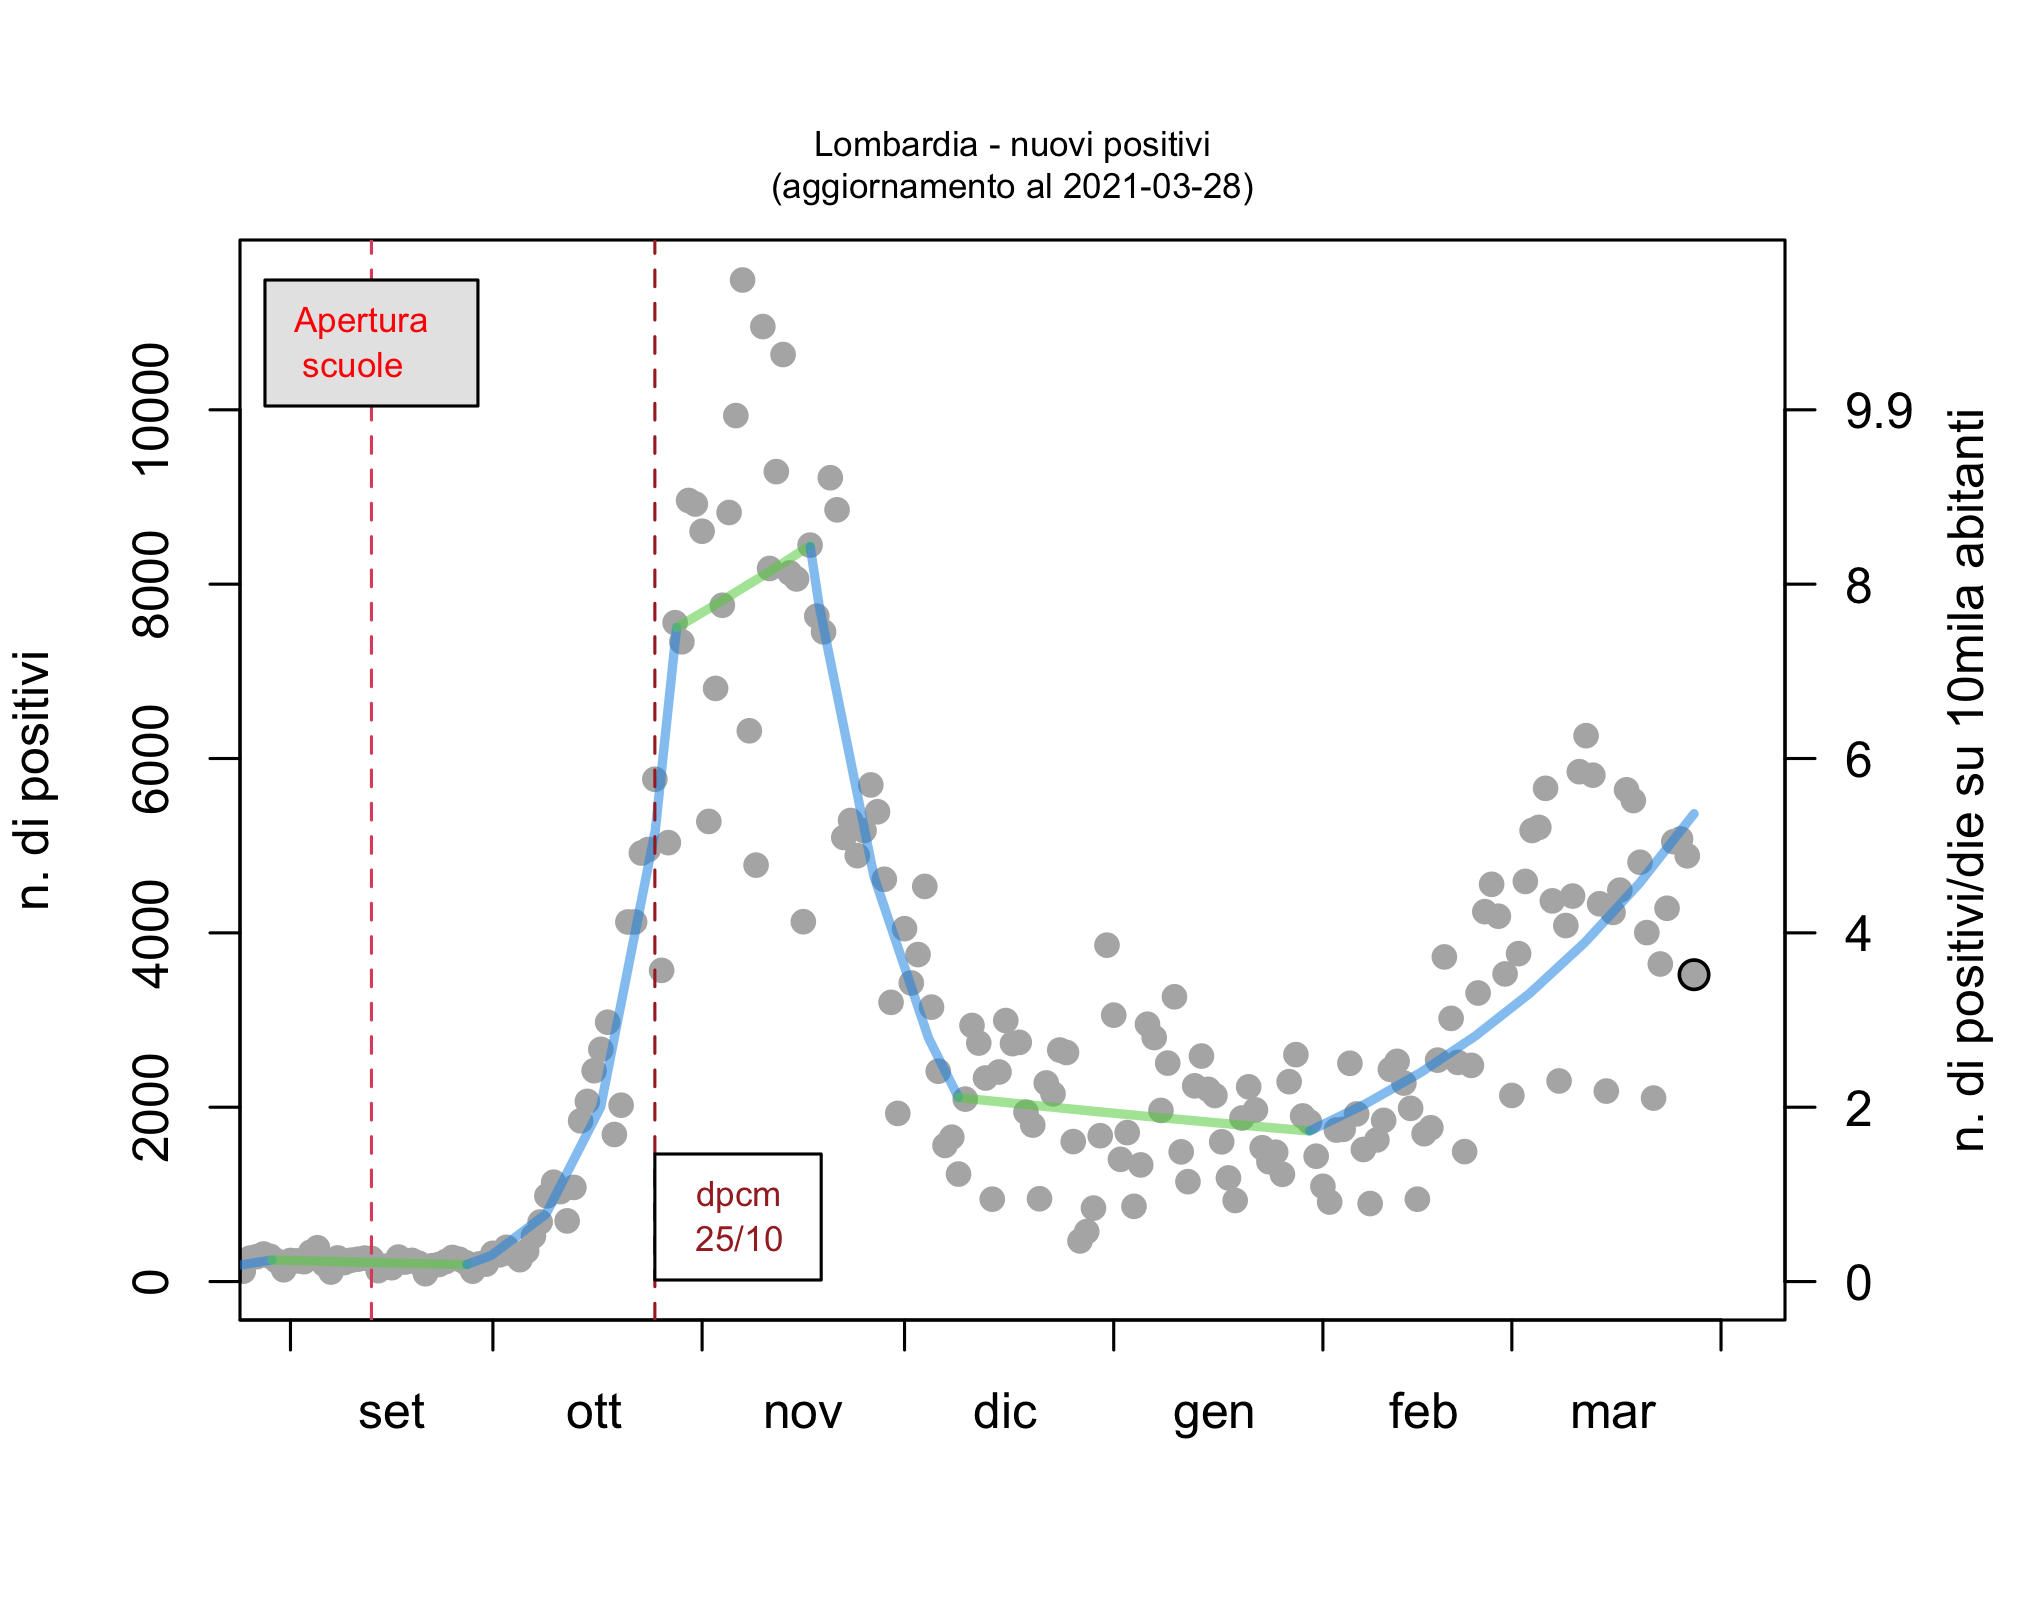 Lombardia - nuovi positivi
(aggiornamento al 2021-03-28)
Apertura
scuole
dpcm
25/10
n. di positivi
10000
8000
6000
4000
2000
0
9.9
8
6
4
2
0
n. di positivi/die su 10mila abitanti
set ott nov dic gen feb mar